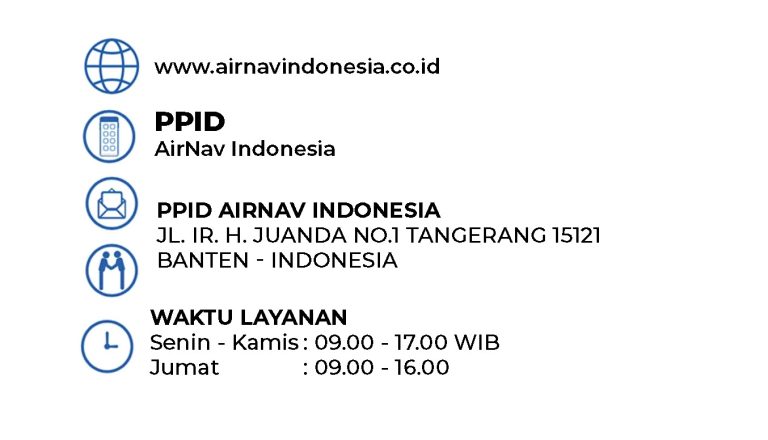 www.airnavindonesia.co.id
PPID
AirNav Indonesia
PPID AIRNAV INDONESIA
JL. IR. H. JUANDA NO.1 TANGERANG 15121
BANTEN - INDONESIA
WAKTU LAYANAN
Senin - Kamis : 09.00 - 17.00 WIB
Jumat : 09.00 - 16.00